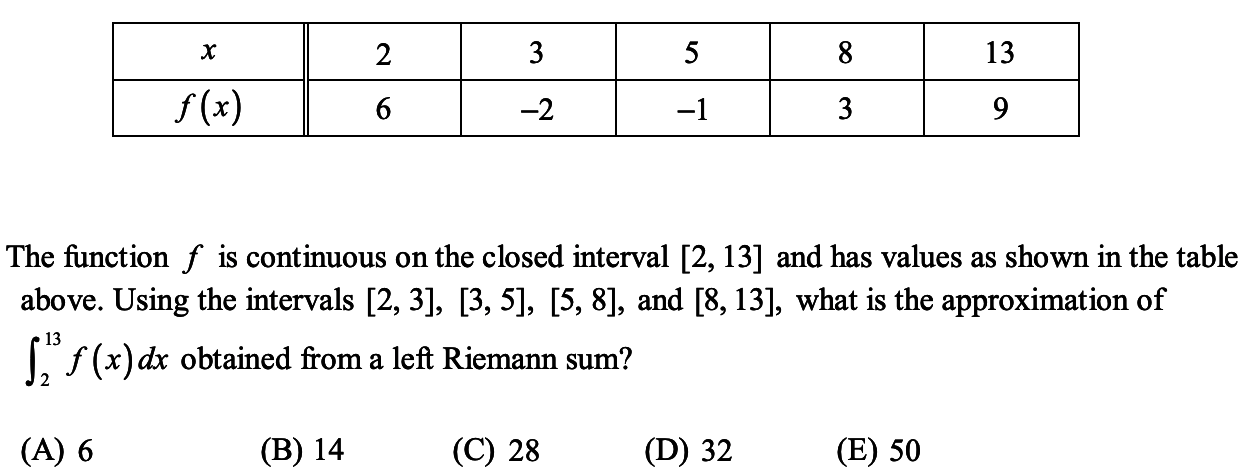 x 2 3 5 8 13
f(x) 6 –2 –1 3 9
The function f is continuous on the closed interval [2, 13] and has values as shown in the table
above. Using the intervals [2, 3], [3, 5], [5, 8], and [8, 13], what is the approximation of
∫₂¹³ f(x) dx obtained from a left Riemann sum?
(A) 6 (B) 14 (C) 28 (D) 32 (E) 50